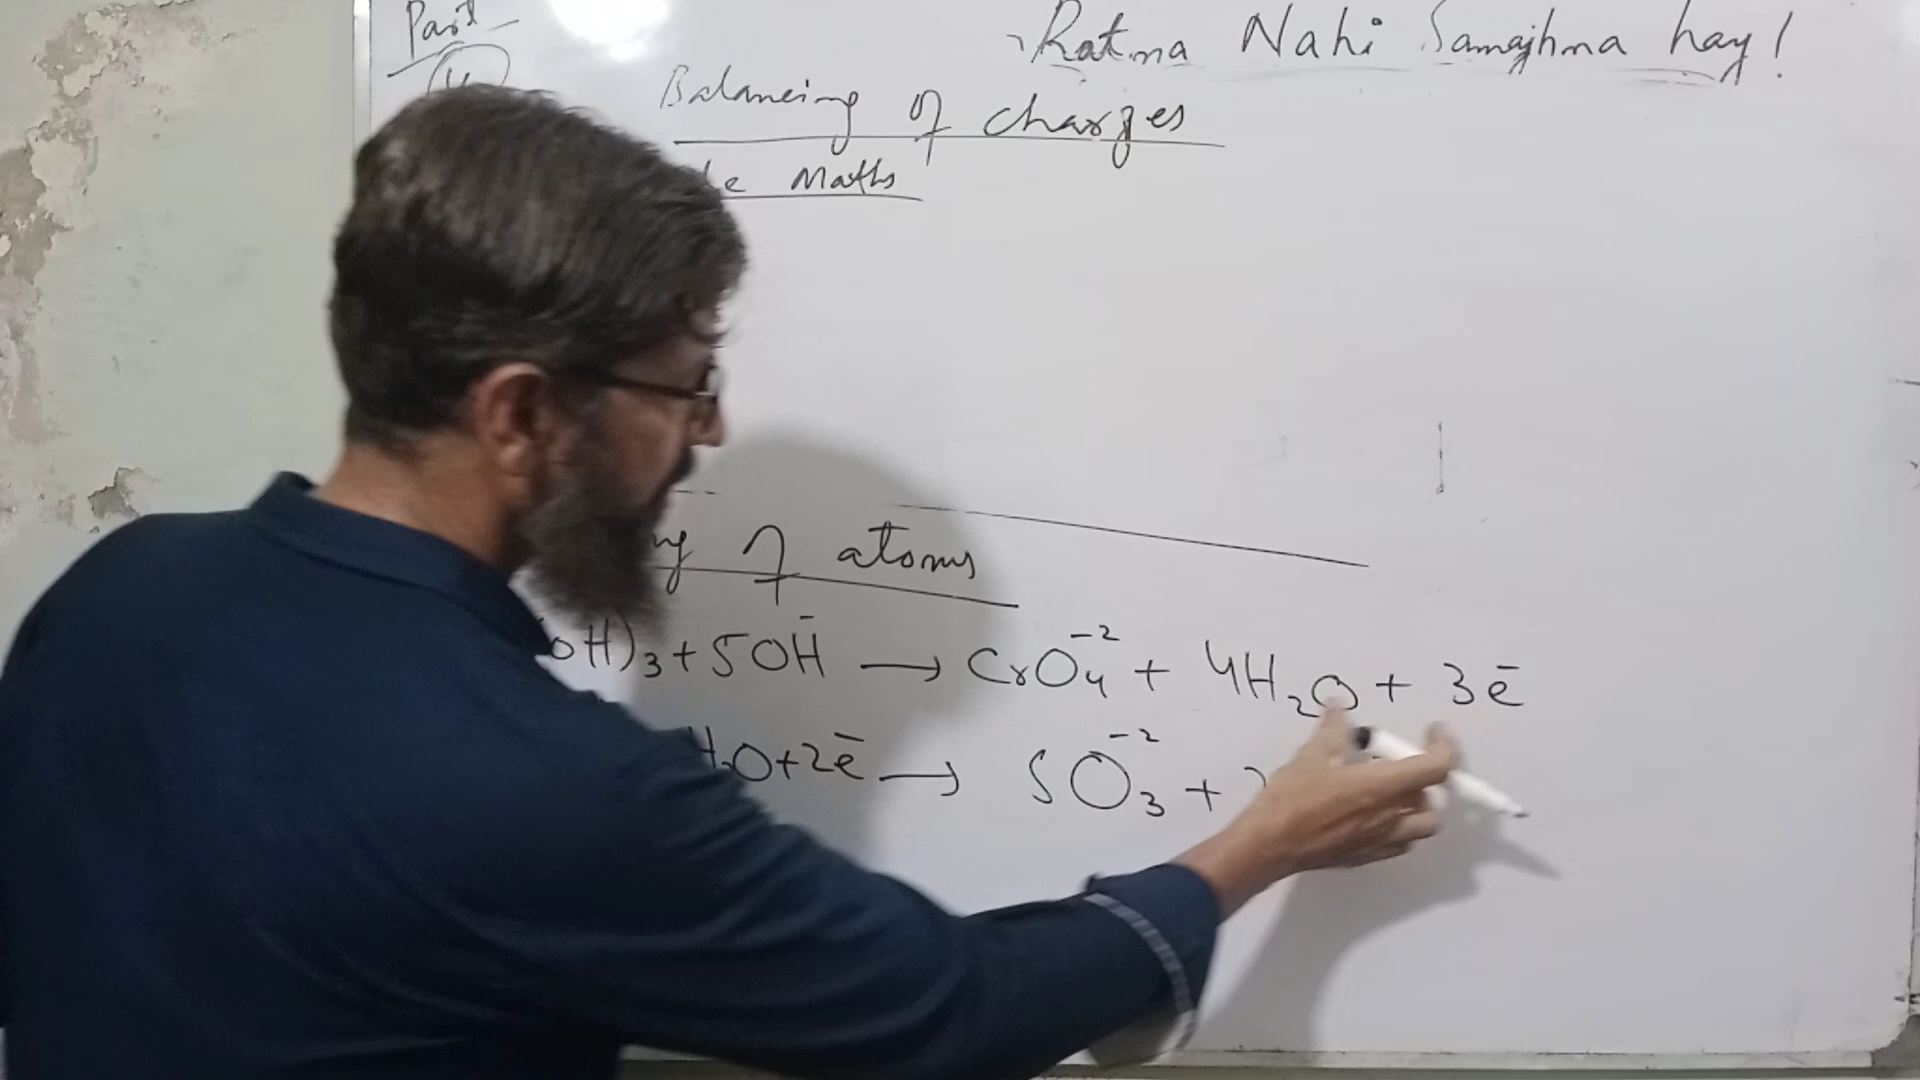 Part
Ratna Nahi Samajhna hay!
Balancing of charges
Maths
of atoms
OH)₃ + 5OH⁻ → CrO₄⁻² + 4H₂O + 3e⁻
H₂O + 2e⁻ → SO₃⁻² +